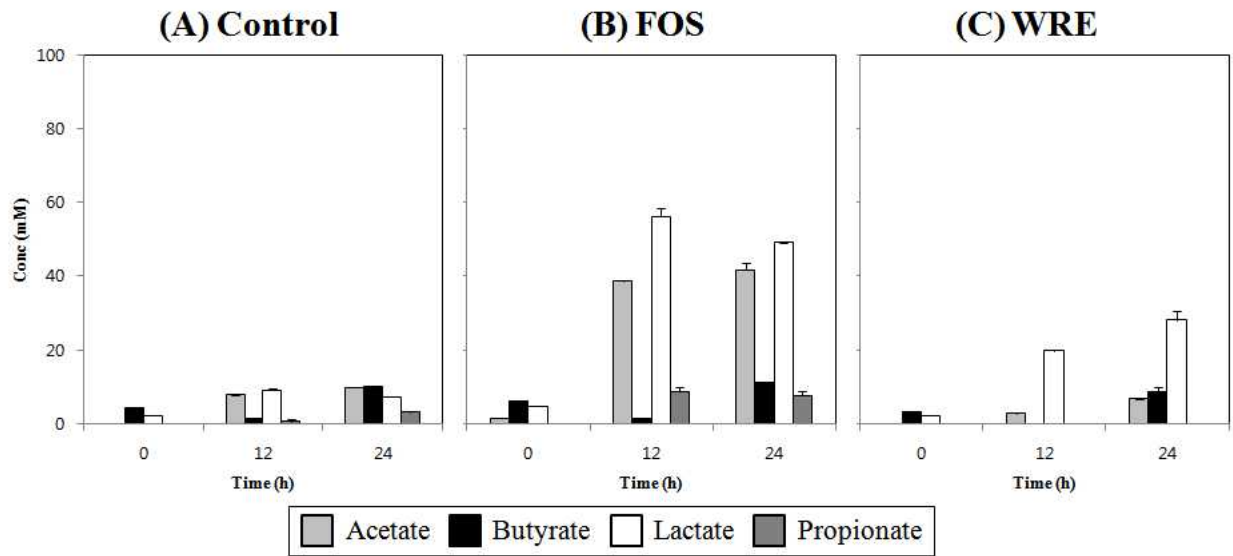 (A) Control (B) FOS (C) WRE
100
80
60
40
20
0
Conc (mM)
0 12 24 0 12 24 0 12 24
Time (h) Time (h) Time (h)
Acetate Butyrate Lactate Propionate